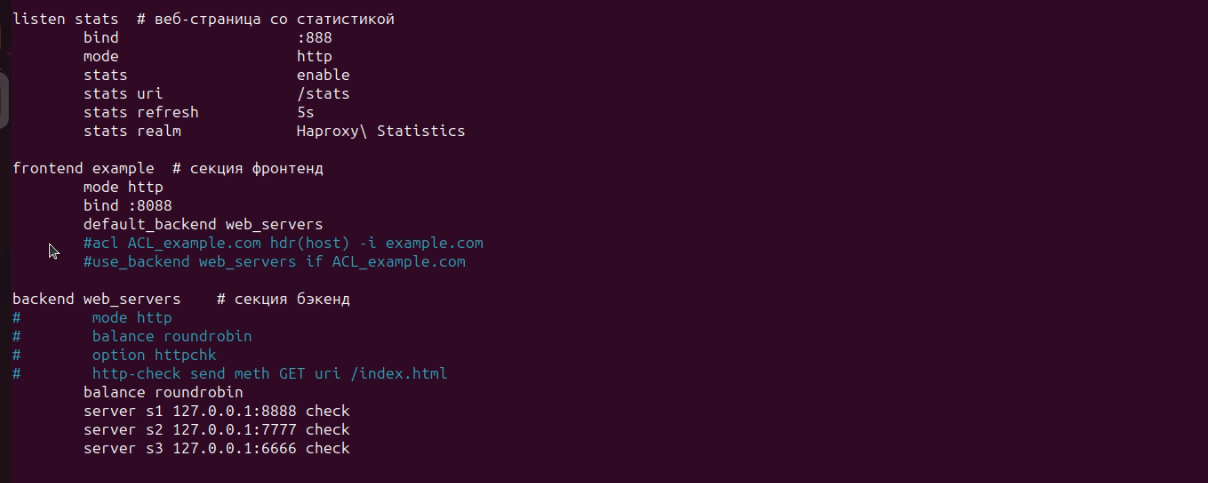 listen stats  # веб-страница со статистикой
        bind                    :888
        mode                    http
        stats                   enable
        stats uri               /stats
        stats refresh           5s
        stats realm             Haproxy\ Statistics

frontend example  # секция фронтенд
        mode http
        bind :8088
        default_backend web_servers
        #acl ACL_example.com hdr(host) -i example.com
        #use_backend web_servers if ACL_example.com

backend web_servers    # секция бэкенд
#        mode http
#        balance roundrobin
#        option httpchk
#        http-check send meth GET uri /index.html
        balance roundrobin
        server s1 127.0.0.1:8888 check
        server s2 127.0.0.1:7777 check
        server s3 127.0.0.1:6666 check